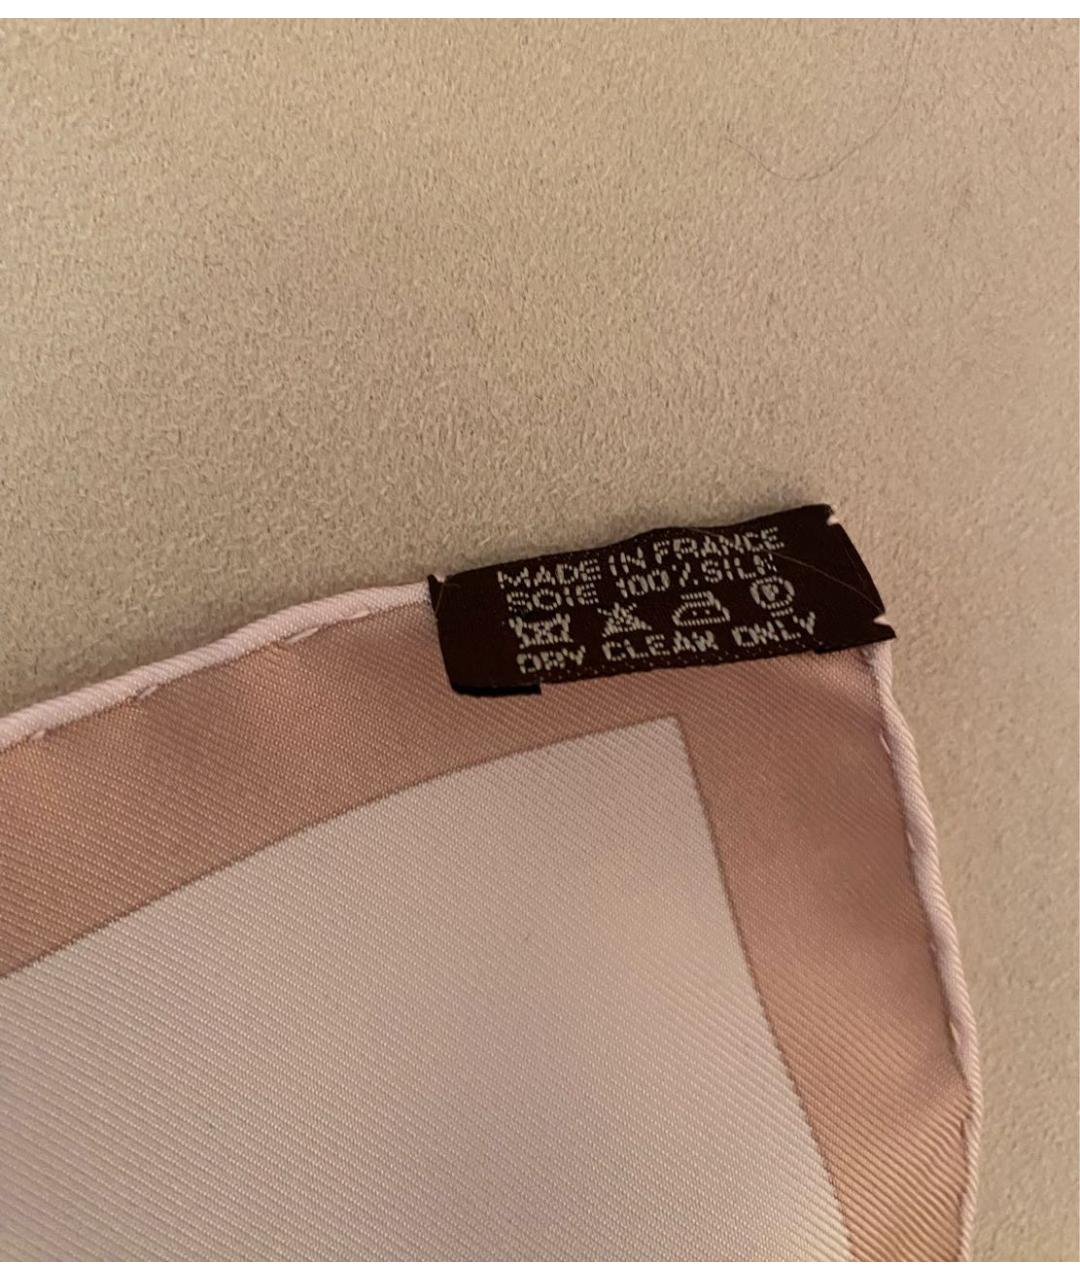 MADE IN FRANCE
SOIE 100% SILK
P
DRY CLEAN ONLY